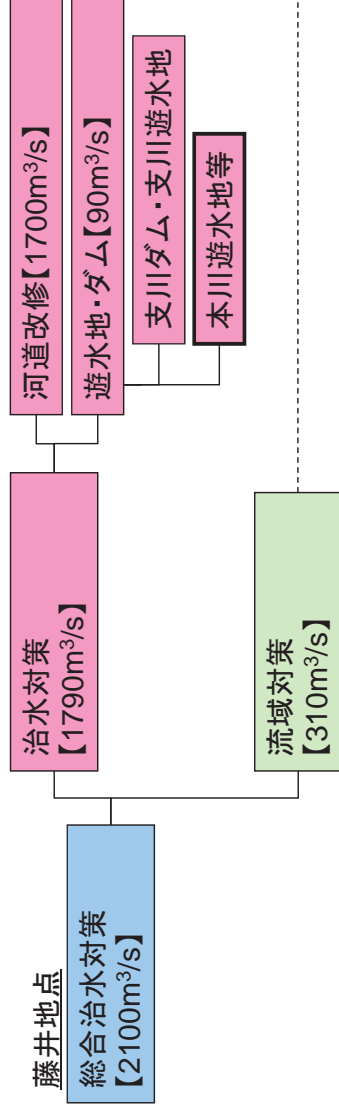 藤井地点
総合治水対策
【2100m³/s】
治水対策
【1790m³/s】
河道改修【1700m³/s】
遊水地・ダム【90m³/s】
支川ダム・支川遊水地
本川遊水地等
流域対策
【310m³/s】